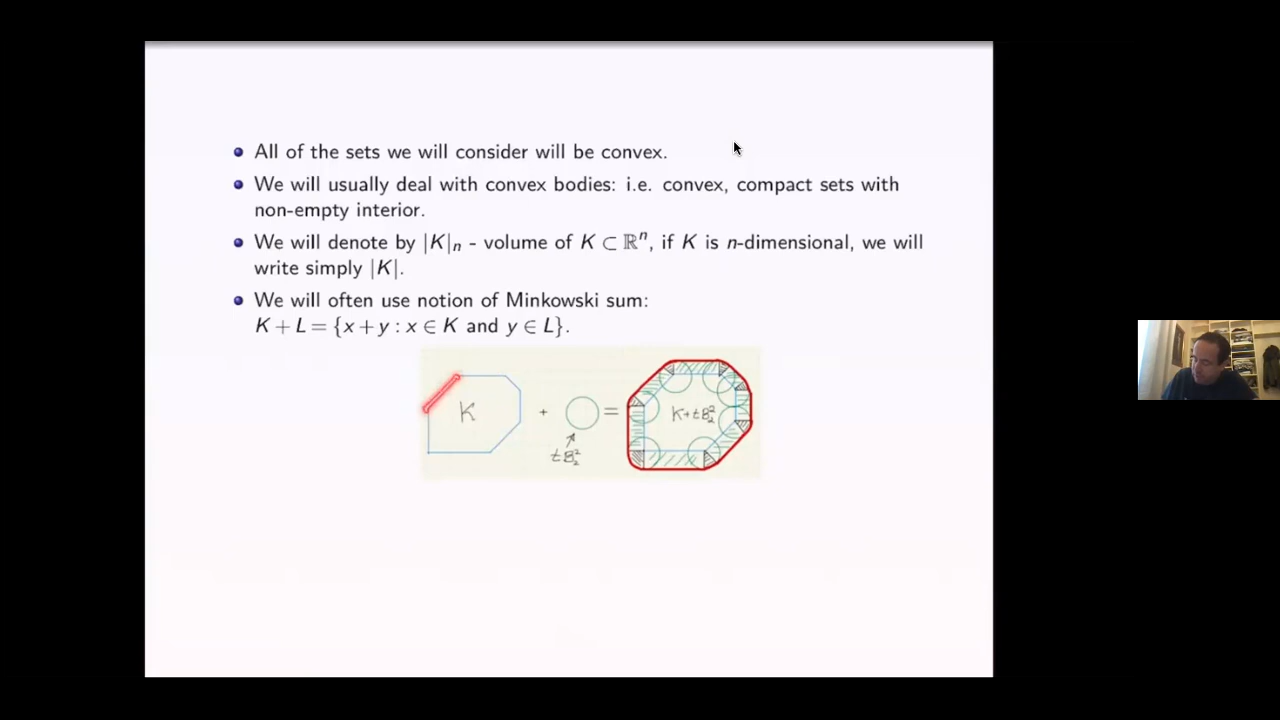 All of the sets we will consider will be convex.
We will usually deal with convex bodies: i.e. convex, compact sets with
non-empty interior.
We will denote by |K|ₙ - volume of K ⊂ ℝⁿ, if K is n-dimensional, we will
write simply |K|.
We will often use notion of Minkowski sum:
K + L = {x + y : x ∈ K and y ∈ L}.
K + = K+tB₂²
tB₂²